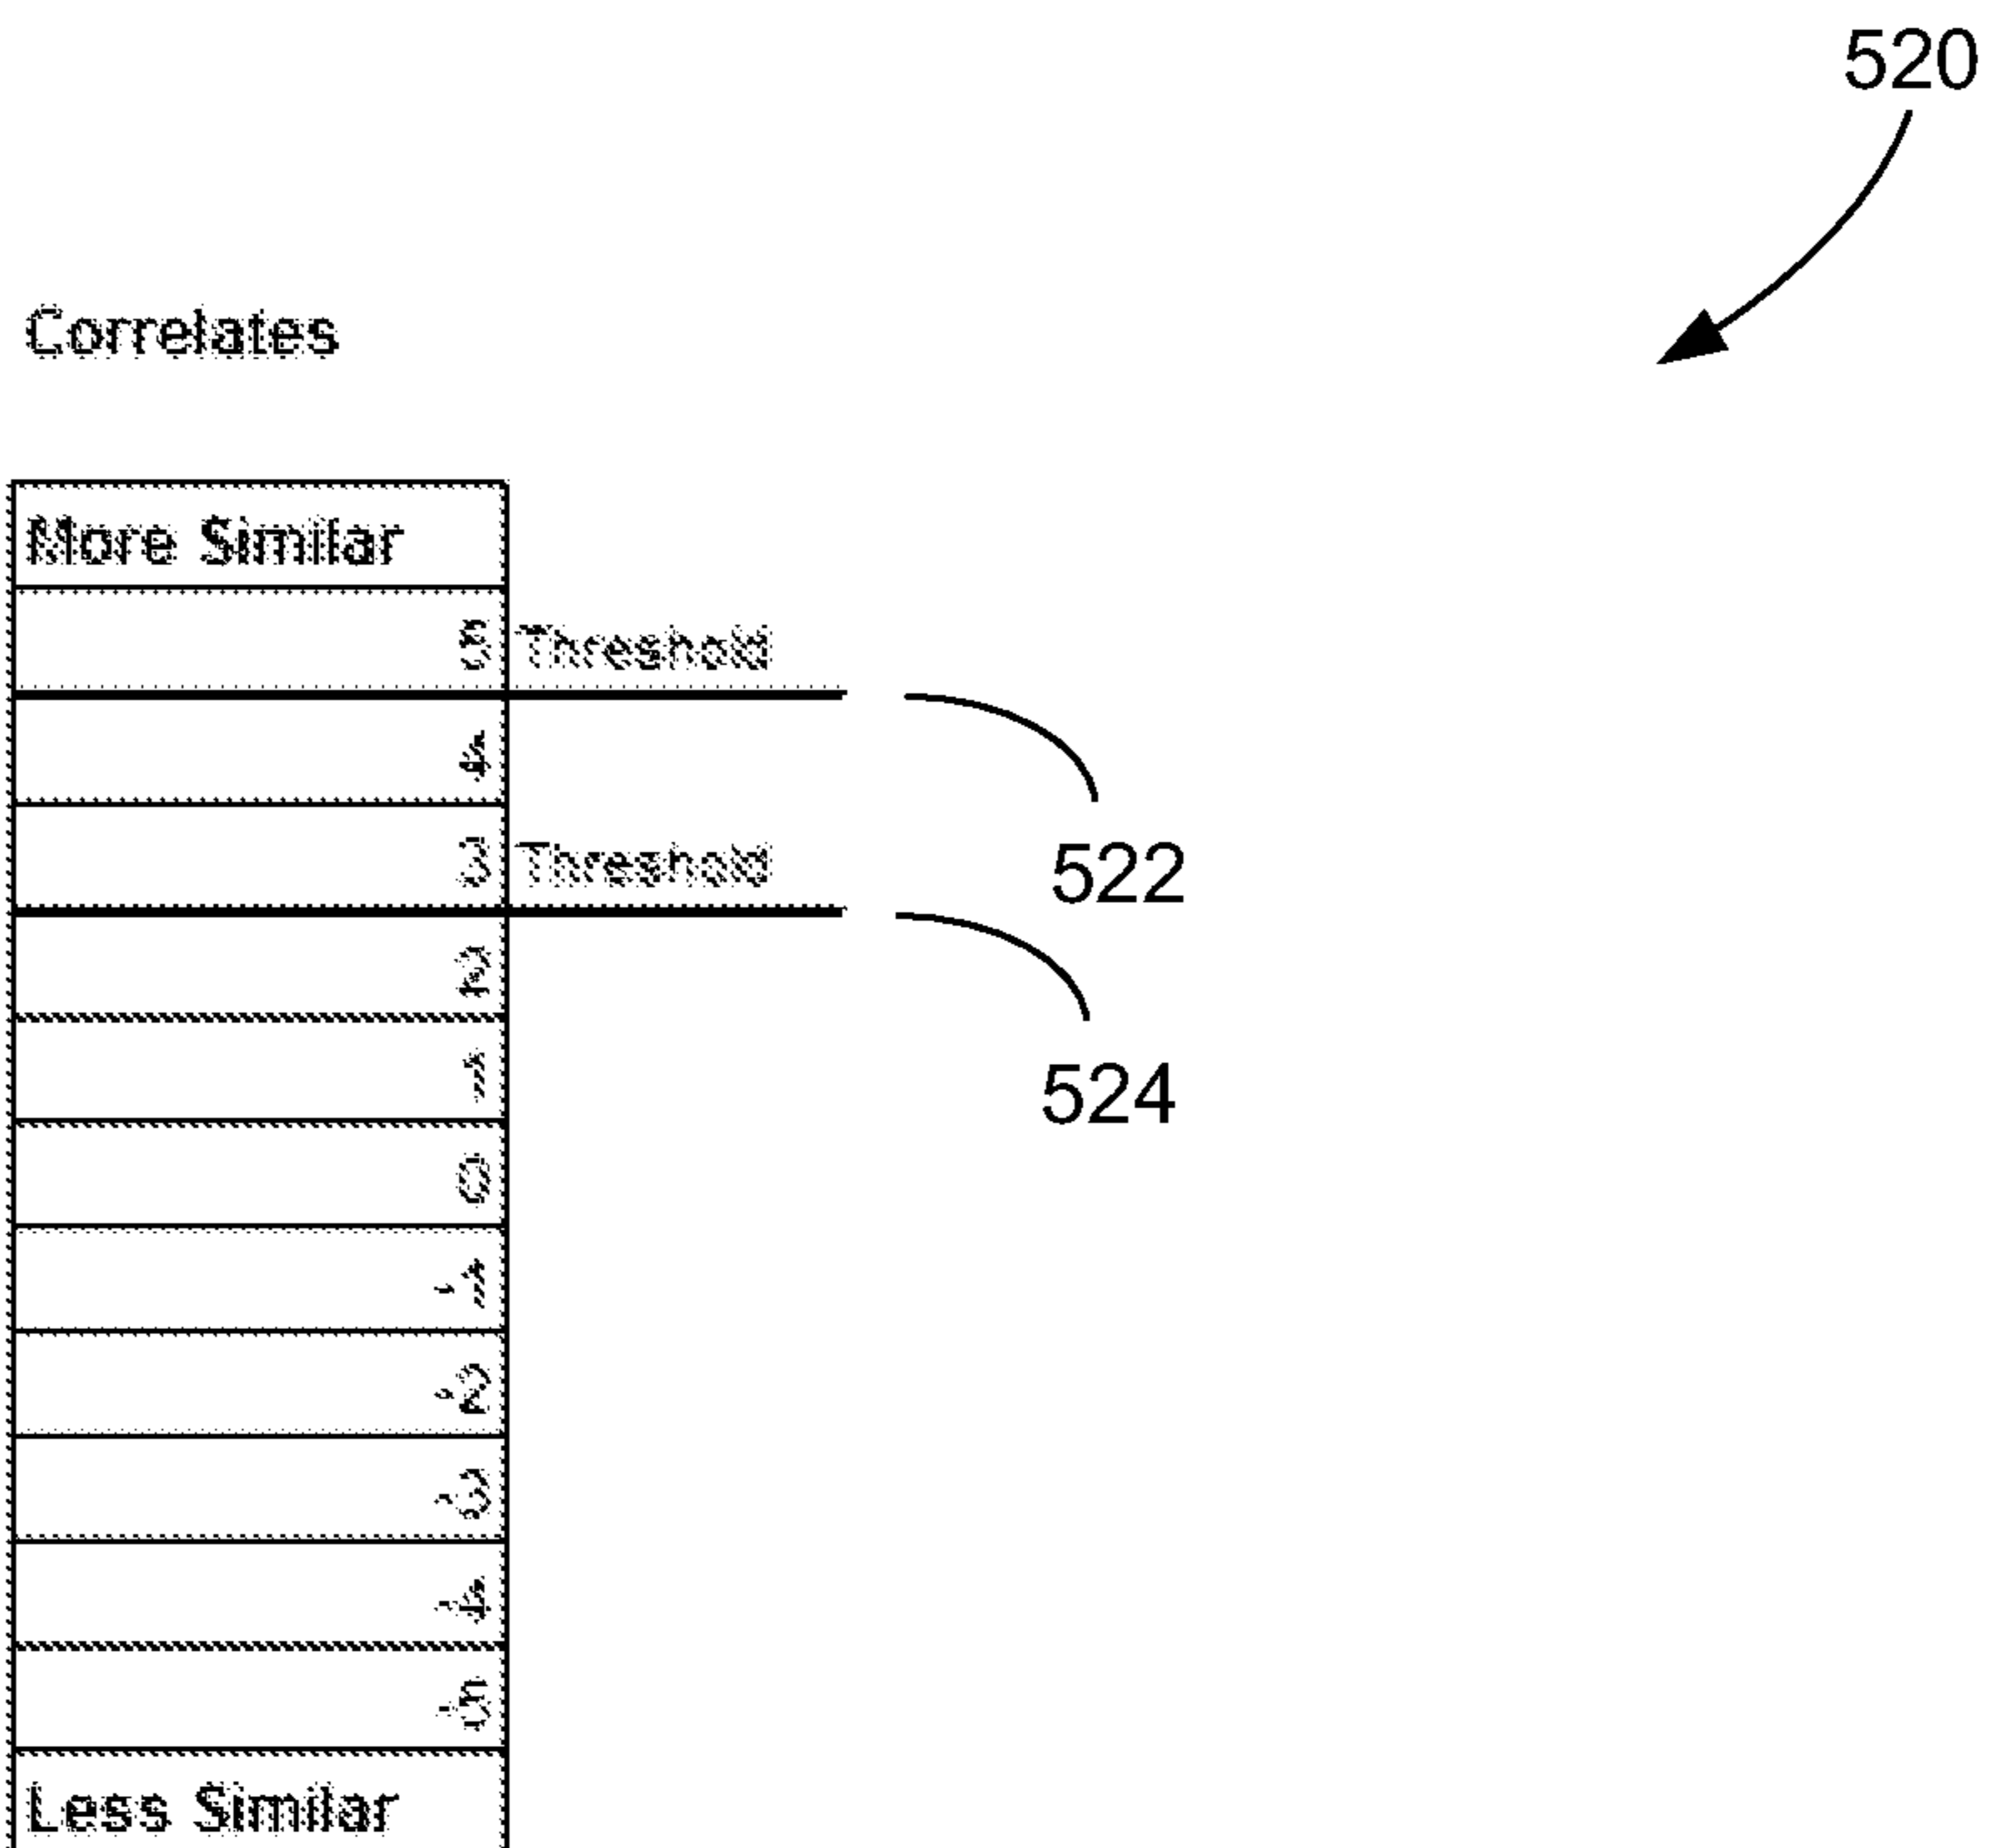 520
Correlates
More Similar
5 Threshold
4
522
3 Threshold
2
524
1
0
-1
-2
-3
-4
-5
Less Similar